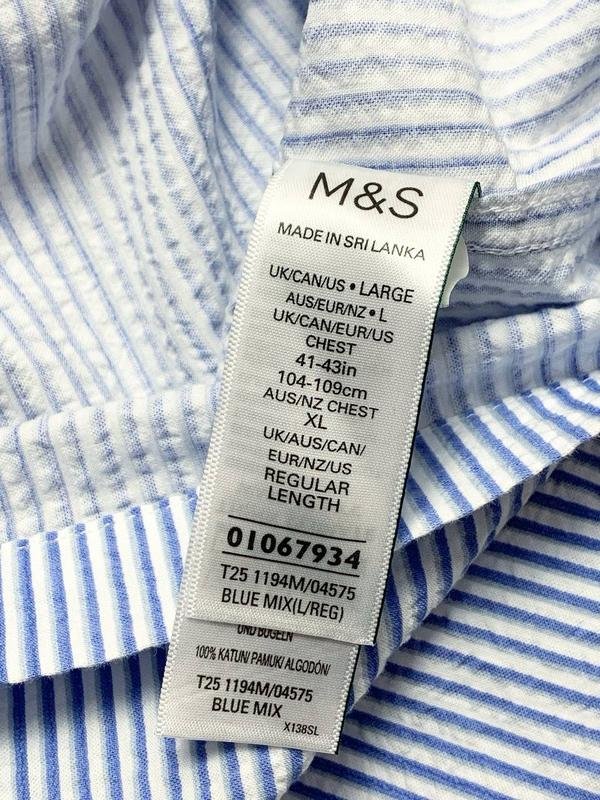 M&S
MADE IN SRI LANKA
UK/CAN/US • LARGE
AUS/EUR/NZ • L
UK/CAN/EUR/US
CHEST
41-43in
104-109cm
AUS/NZ CHEST
XL
UK/AUS/CAN/
EUR/NZ/US
REGULAR
LENGTH
01067934
T25 1194M/04575
BLUE MIX(L/REG)
UND BÜGELN
100% KATUN/ PAMUK/ ALGODÓN/
T25 1194M/04575
BLUE MIX
X138SL